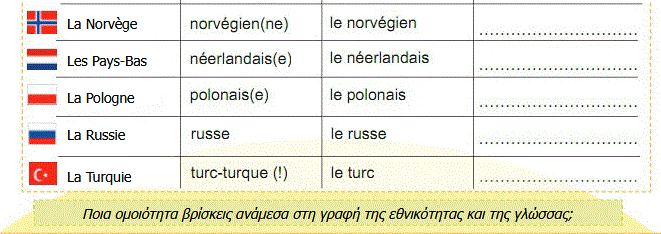 La Norvège norvégien(ne) le norvégien ................................
Les Pays-Bas néerlandais(e) le néerlandais ................................
La Pologne polonais(e) le polonais ................................
La Russie russe le russe ................................
La Turquie turc-turque (!) le turc ................................
Ποια ομοιότητα βρίσκεις ανάμεσα στη γραφή της εθνικότητας και της γλώσσας;